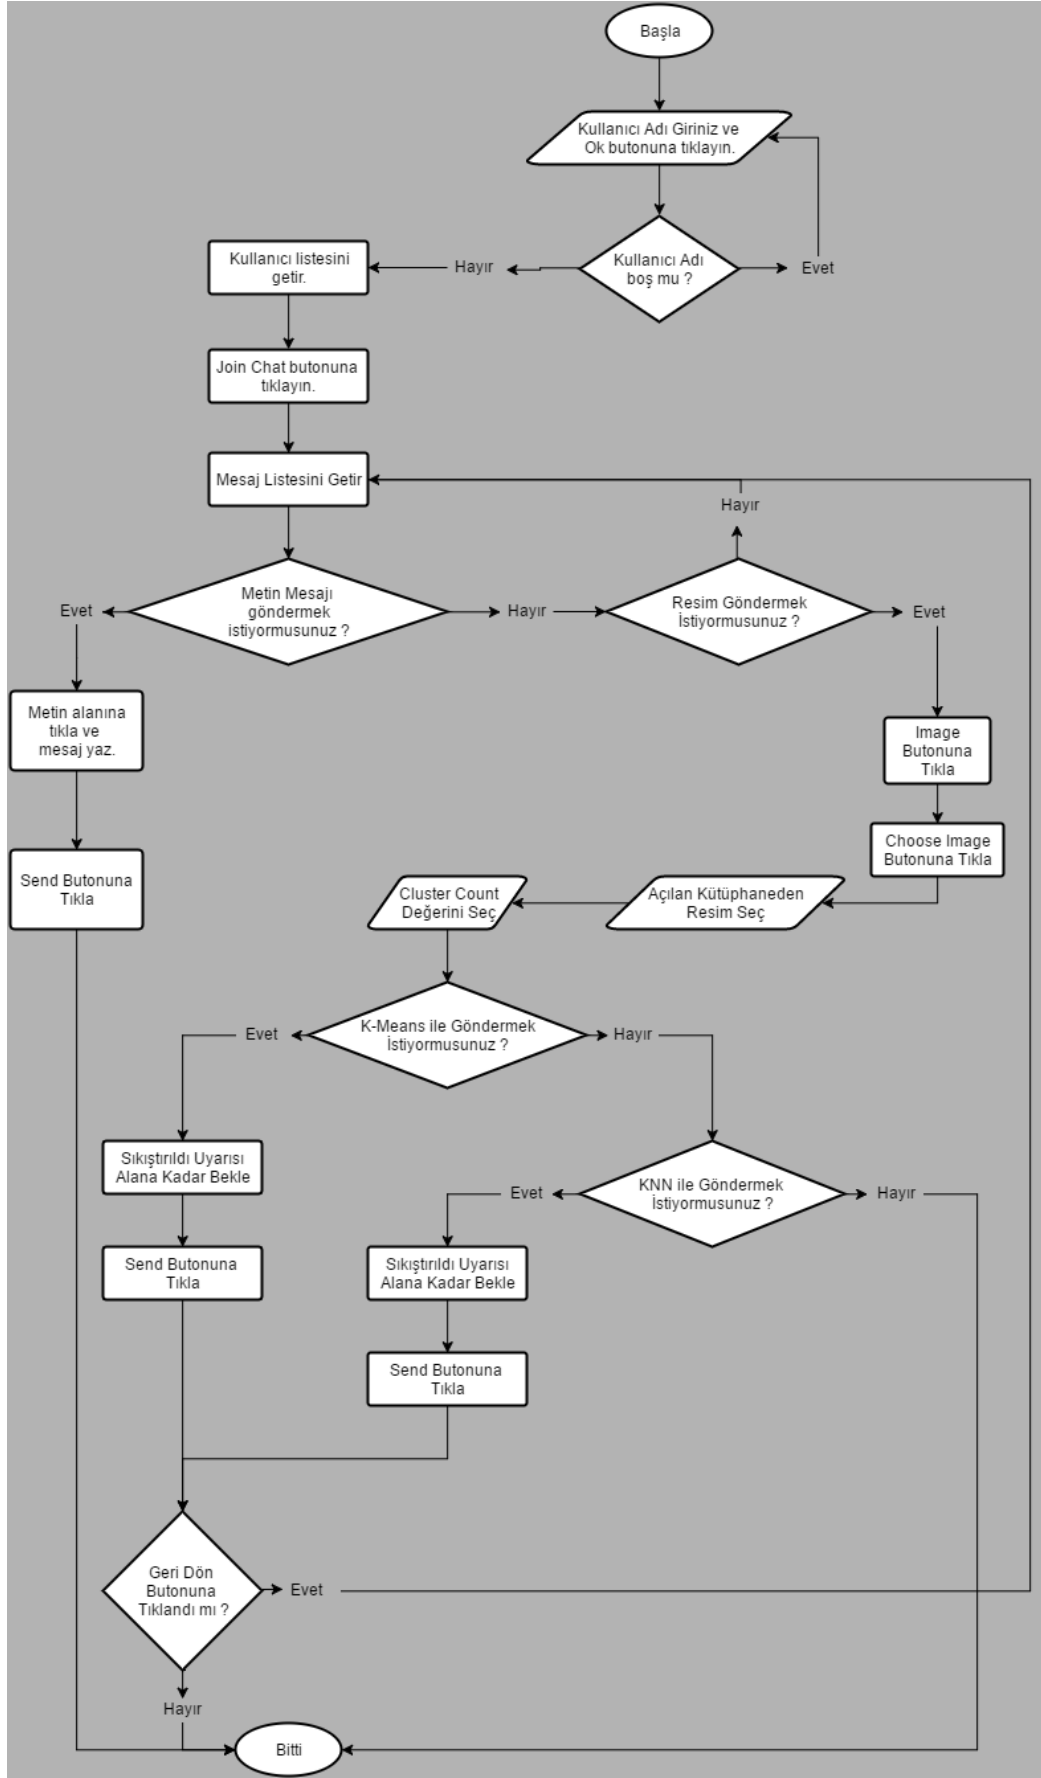 Başla
Kullanıcı Adı Giriniz ve
Ok butonuna tıklayın.
Kullanıcı Adı
boş mu ?
Evet
Hayır
Kullanıcı listesini
getir.
Join Chat butonuna
tıklayın.
Mesaj Listesini Getir
Hayır
Metin Mesajı
göndermek
istiyormusunuz ?
Evet
Hayır
Resim Göndermek
İstiyormusunuz ?
Evet
Metin alanına
tıkla ve
mesaj yaz.
Image
Butonuna
Tıkla
Send Butonuna
Tıkla
Choose Image
Butonuna Tıkla
Açılan Kütüphaneden
Resim Seç
Cluster Count
Değerini Seç
K-Means ile Göndermek
İstiyormusunuz ?
Evet
Hayır
Sıkıştırıldı Uyarısı
Alana Kadar Bekle
KNN ile Göndermek
İstiyormusunuz ?
Evet
Hayır
Send Butonuna
Tıkla
Sıkıştırıldı Uyarısı
Alana Kadar Bekle
Send Butonuna
Tıkla
Geri Dön
Butonuna
Tıklandı mı ?
Evet
Hayır
Bitti